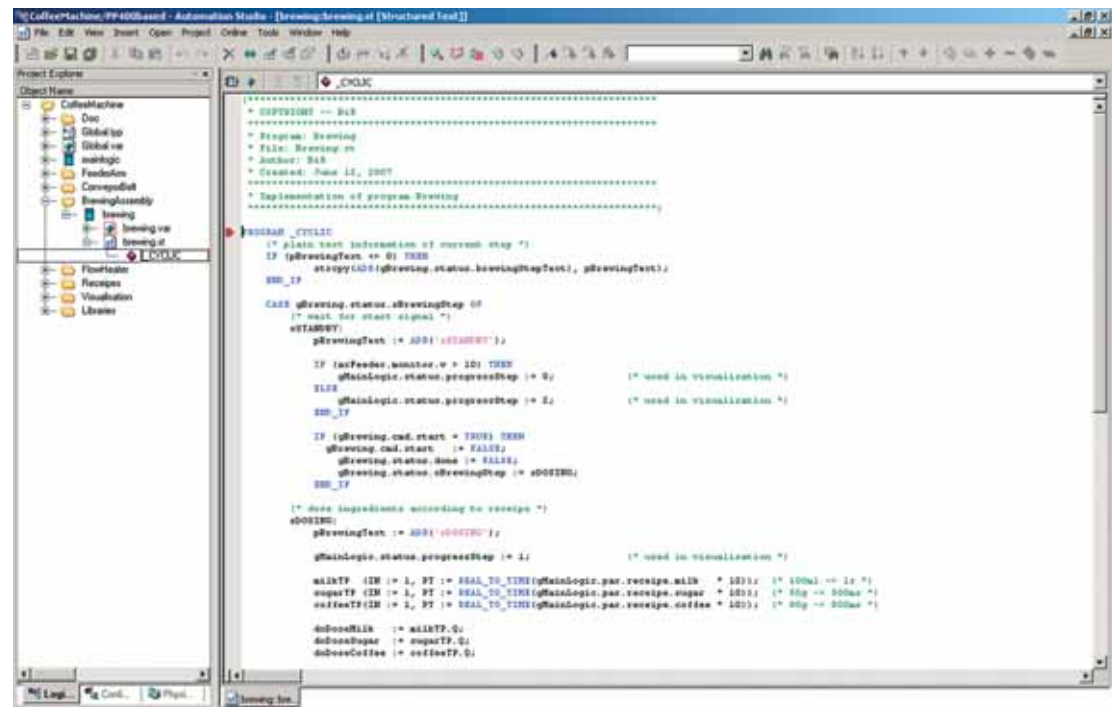 CoffeeMachine/PP400based - Automation Studio - [brewing:brewing.st [Structured Text]]
File Edit View Insert Open Project Online Tools Window Help
Project Explorer
Object Name
CoffeeMachine
Doc
Global.typ
Global.var
mainlogic
FeederAxis
ConveyorBelt
BrewingAssembly
brewing
brewing.var
brewing.st
_CYCLIC
FlowHeater
Receipes
Visualisation
Libraries
Logi...
Confi...
Physi...
_CYCLIC
(********
* COPYRIGHT -- B&R
********
* Program: Brewing
* File: Brewing.st
* Author: B&R
* Created: June 12, 2007
********
* Implementation of program Brewing
********)
PROGRAM _CYCLIC
(* plain text information of current step *)
IF (pBrewingText <> 0) THEN
strcpy(ADR(gBrewing.status.brewingStepText), pBrewingText);
END_IF
CASE gBrewing.status.sBrewingStep OF
(* wait for start signal *)
sSTANDBY:
pBrewingText := ADR('sSTANDBY');
IF (axFeeder.monitor.v > 10) THEN
gMainLogic.status.progressStep := 0; (* used in visualization *)
ELSE
gMainLogic.status.progressStep := 2; (* used in visualization *)
END_IF
IF (gBrewing.cmd.start = TRUE) THEN
gBrewing.cmd.start := FALSE;
gBrewing.status.done := FALSE;
gBrewing.status.sBrewingStep := sDOSING;
END_IF
(* dose ingredients according to receipe *)
sDOSING:
pBrewingText := ADR('sDOSING');
gMainLogic.status.progressStep := 1; (* used in visualization *)
milkTP (IN := 1, PT := REAL_TO_TIME(gMainLogic.par.receipe.milk * 10)); (* 100ml -> 1s *)
sugarTP (IN := 1, PT := REAL_TO_TIME(gMainLogic.par.receipe.sugar * 10)); (* 50g -> 500ms *)
coffeeTP(IN := 1, PT := REAL_TO_TIME(gMainLogic.par.receipe.coffee * 10)); (* 80g -> 800ms *)
doDoseMilk := milkTP.Q;
doDoseSugar := sugarTP.Q;
doDoseCoffee := coffeeTP.Q;
brewing:bre...